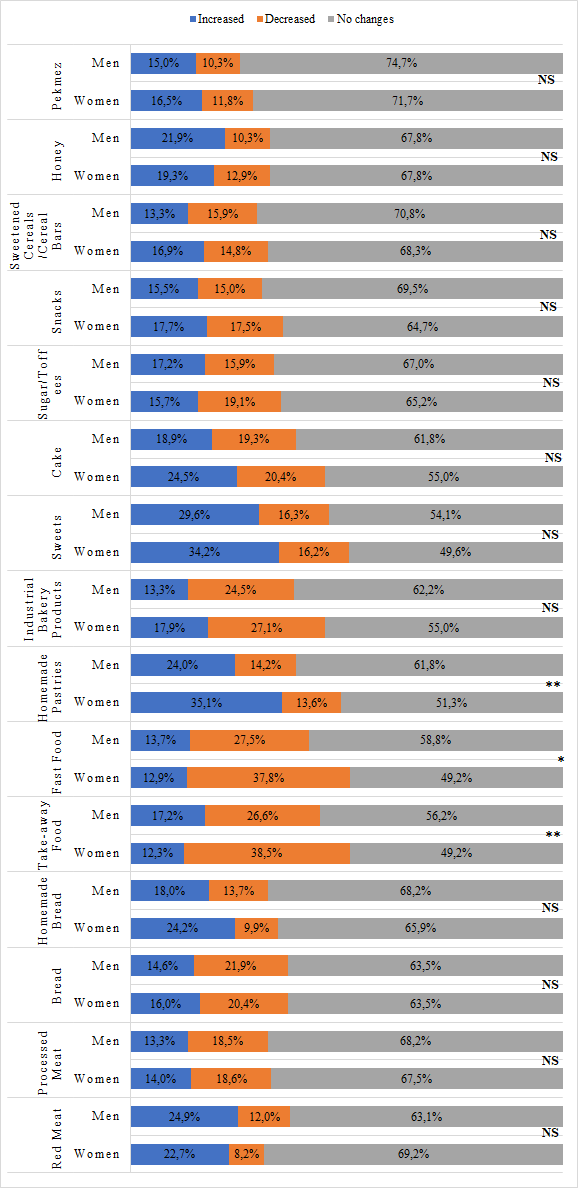 Increased Decreased No changes
Pekmez
Men 15,0% 10,3% 74,7%
NS
Women 16,5% 11,8% 71,7%
Honey
Men 21,9% 10,3% 67,8%
NS
Women 19,3% 12,9% 67,8%
Sweetened
Cereals
/Cereal
Bars
Men 13,3% 15,9% 70,8%
NS
Women 16,9% 14,8% 68,3%
Snacks
Men 15,5% 15,0% 69,5%
NS
Women 17,7% 17,5% 64,7%
Sugar/Toff
ees
Men 17,2% 15,9% 67,0%
NS
Women 15,7% 19,1% 65,2%
Cake
Men 18,9% 19,3% 61,8%
NS
Women 24,5% 20,4% 55,0%
Sweets
Men 29,6% 16,3% 54,1%
NS
Women 34,2% 16,2% 49,6%
Industrial
Bakery
Products
Men 13,3% 24,5% 62,2%
NS
Women 17,9% 27,1% 55,0%
Homemade
Pastries
Men 24,0% 14,2% 61,8%
**
Women 35,1% 13,6% 51,3%
Fast Food
Men 13,7% 27,5% 58,8%
*
Women 12,9% 37,8% 49,2%
Take-away
Food
Men 17,2% 26,6% 56,2%
**
Women 12,3% 38,5% 49,2%
Homemade
Bread
Men 18,0% 13,7% 68,2%
NS
Women 24,2% 9,9% 65,9%
Bread
Men 14,6% 21,9% 63,5%
NS
Women 16,0% 20,4% 63,5%
Processed
Meat
Men 13,3% 18,5% 68,2%
NS
Women 14,0% 18,6% 67,5%
Red Meat
Men 24,9% 12,0% 63,1%
NS
Women 22,7% 8,2% 69,2%